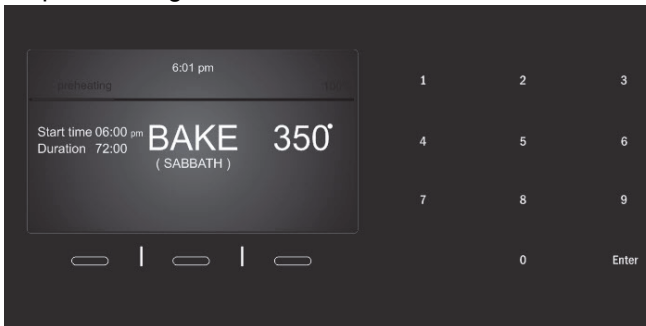 6:01 pm
preheating 100°
Start time 06:00 pm BAKE 350°
Duration 72:00
( SABBATH )
1 2 3
4 5 6
7 8 9
0 Enter